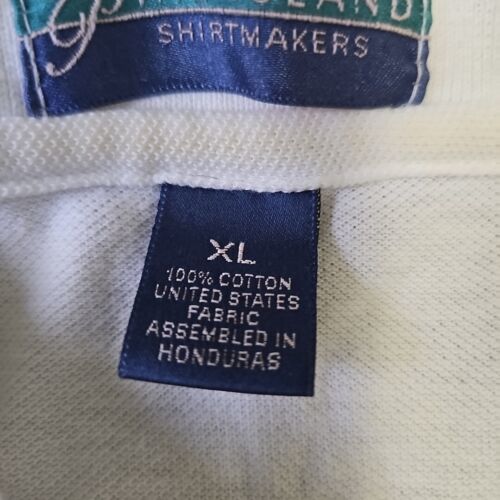 SHIRTMAKERS
XL
100% COTTON
UNITED STATES
FABRIC
ASSEMBLED IN
HONDURAS